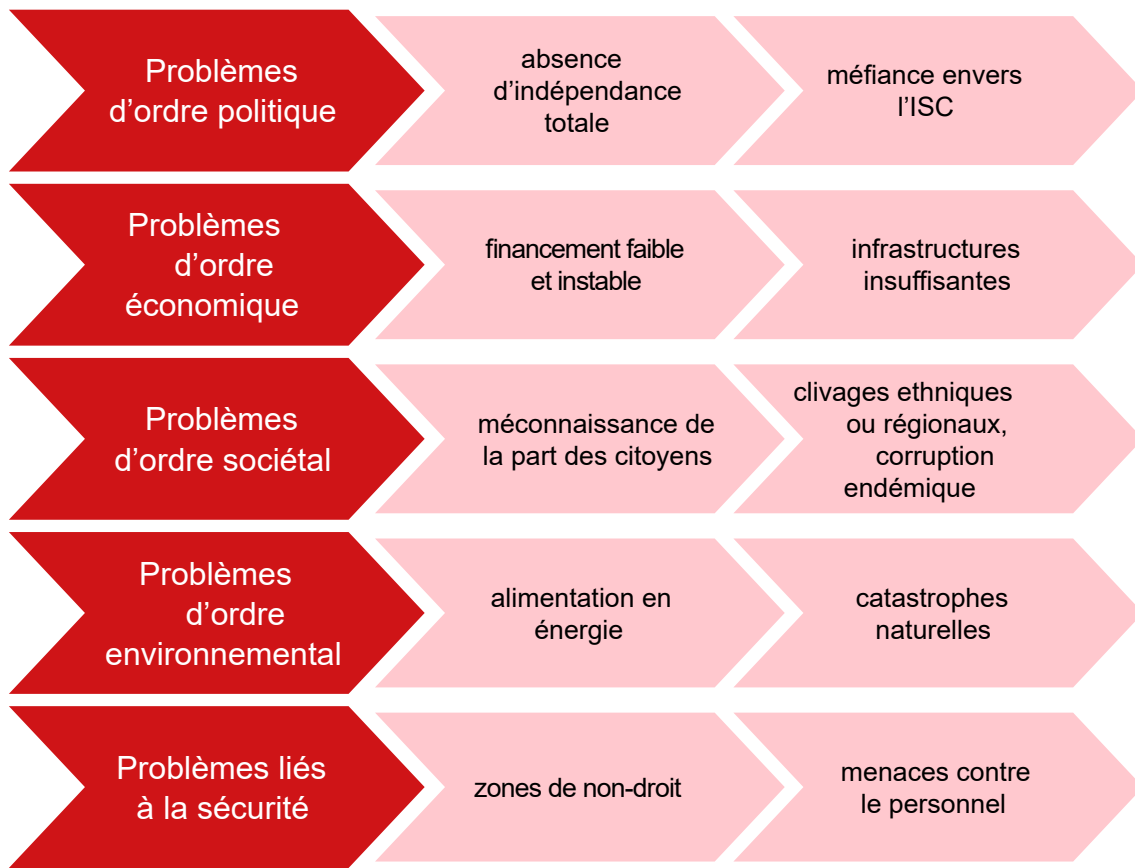 Problèmes
d’ordre politique
absence
d’indépendance
totale
méfiance envers
l’ISC
Problèmes
d’ordre
économique
financement faible
et instable
infrastructures
insuffisantes
Problèmes
d’ordre sociétal
méconnaissance de
la part des citoyens
clivages ethniques
ou régionaux,
corruption
endémique
Problèmes
d’ordre
environnemental
alimentation en
énergie
catastrophes
naturelles
Problèmes liés
à la sécurité
zones de non-droit
menaces contre
le personnel